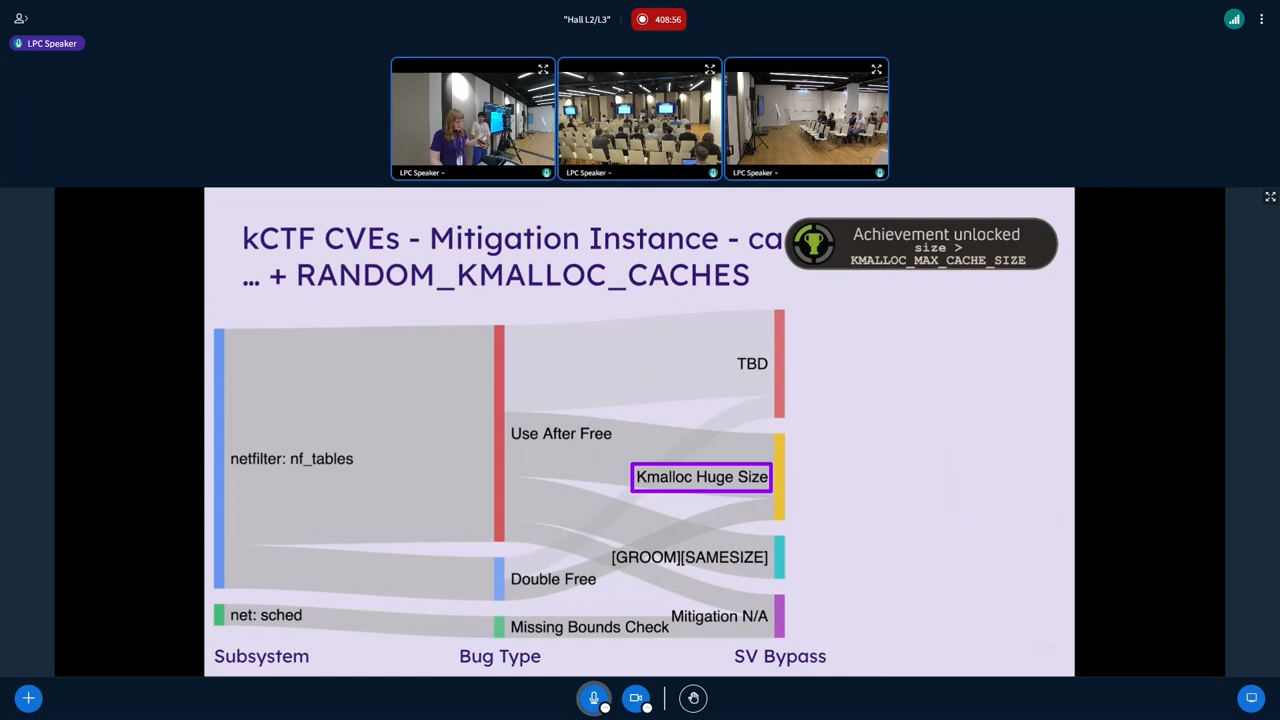 "Hall L2/L3"
408:56
LPC Speaker
LPC Speaker
LPC Speaker
LPC Speaker
kCTF CVEs - Mitigation Instance - ca
... + RANDOM_KMALLOC_CACHES
Achievement unlocked
size >
KMALLOC_MAX_CACHE_SIZE
TBD
Use After Free
netfilter: nf_tables
Kmalloc Huge Size
[GROOM][SAMESIZE]
Double Free
net: sched
Mitigation N/A
Missing Bounds Check
Subsystem
Bug Type
SV Bypass